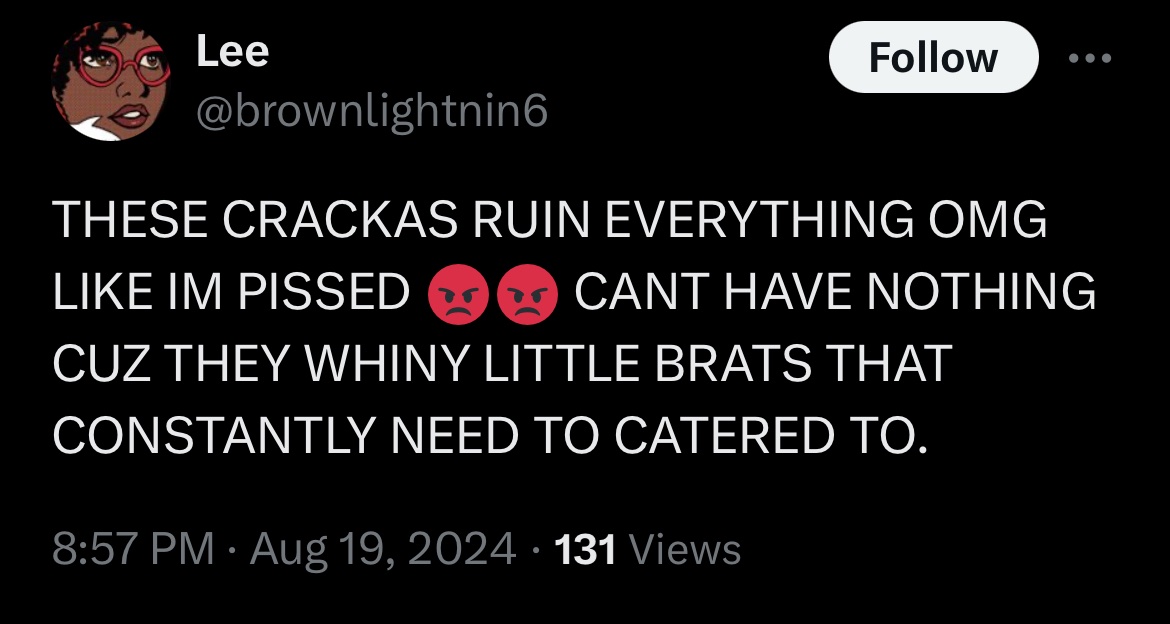 Lee
Follow
@brownlightnin6
THESE CRACKAS RUIN EVERYTHING OMG
LIKE IM PISSED 😡😡 CANT HAVE NOTHING
CUZ THEY WHINY LITTLE BRATS THAT
CONSTANTLY NEED TO CATERED TO.
8:57 PM · Aug 19, 2024 · 131 Views